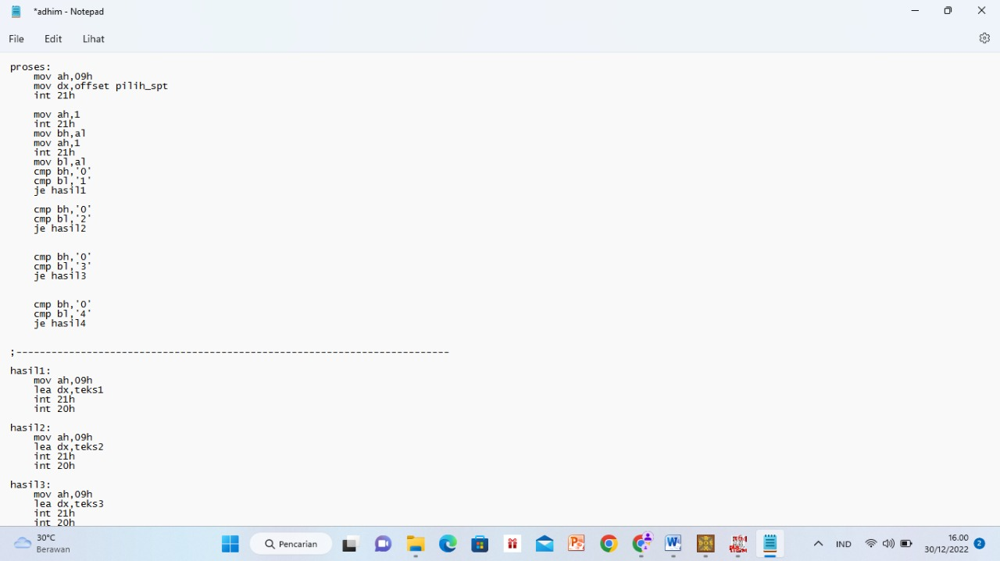 *adhim - Notepad
File Edit Lihat
proses:
mov ah,09h
mov dx,offset pilih_spt
int 21h
mov ah,1
int 21h
mov bh,al
mov ah,1
int 21h
mov bl,al
cmp bh,'0'
cmp bl,'1'
je hasil1
cmp bh,'0'
cmp bl,'2'
je hasil2
cmp bh,'0'
cmp bl,'3'
je hasil3
cmp bh,'0'
cmp bl,'4'
je hasil4
;--------------------------------------------------------------------------
hasil1:
mov ah,09h
lea dx,teks1
int 21h
int 20h
hasil2:
mov ah,09h
lea dx,teks2
int 21h
int 20h
hasil3:
mov ah,09h
lea dx,teks3
int 21h
int 20h
30°C
Berawan
Pencarian
IND
16.00
30/12/2022
2